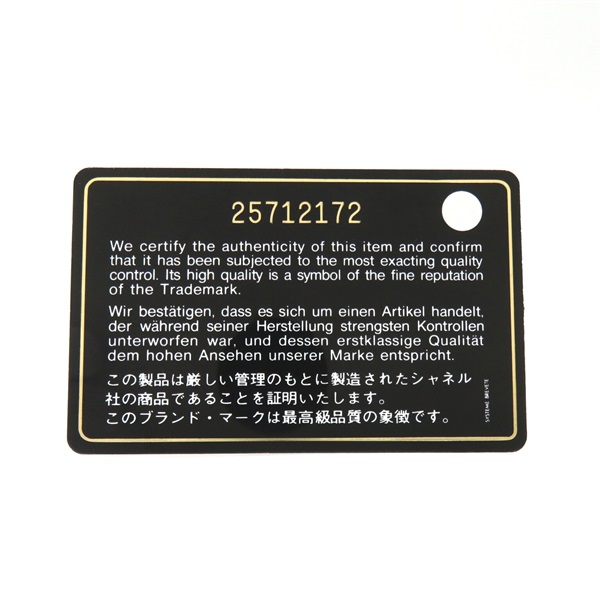 25712172
We certify the authenticity of this item and confirm
that it has been subjected to the most exacting quality
control. Its high quality is a symbol of the fine reputation
of the Trademark.
Wir bestätigen, dass es sich um einen Artikel handelt,
der während seiner Herstellung strengsten Kontrollen
unterworfen war, und dessen erstklassige Qualität
dem hohen Ansehen unserer Marke entspricht.
この製品は厳しい管理のもとに製造されたシャネル
社の商品であることを証明いたします。
このブランド・マークは最高級品質の象徴です。
SYSTEME BREVETE